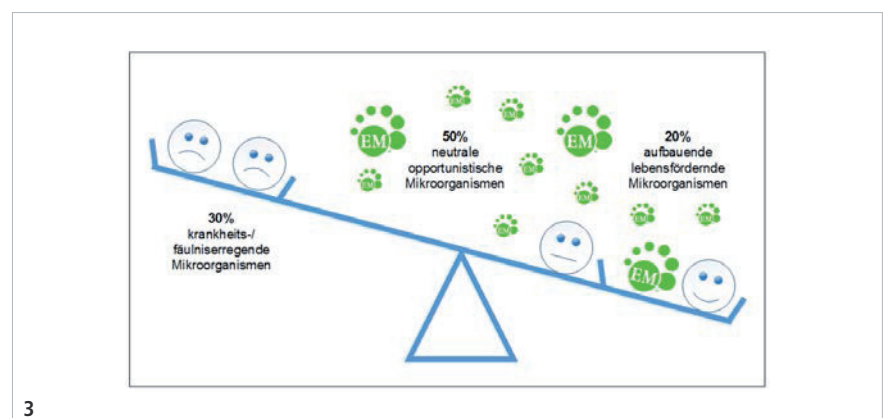 30%
krankheits-/
fäulniserregende
Mikroorganismen
50%
neutrale
opportunistische
Mikroorganismen
20%
aufbauende
lebensfördernde
Mikroorganismen
EM
EM
EM
EM
EM
EM
EM
EM
EM
EM
EM
3